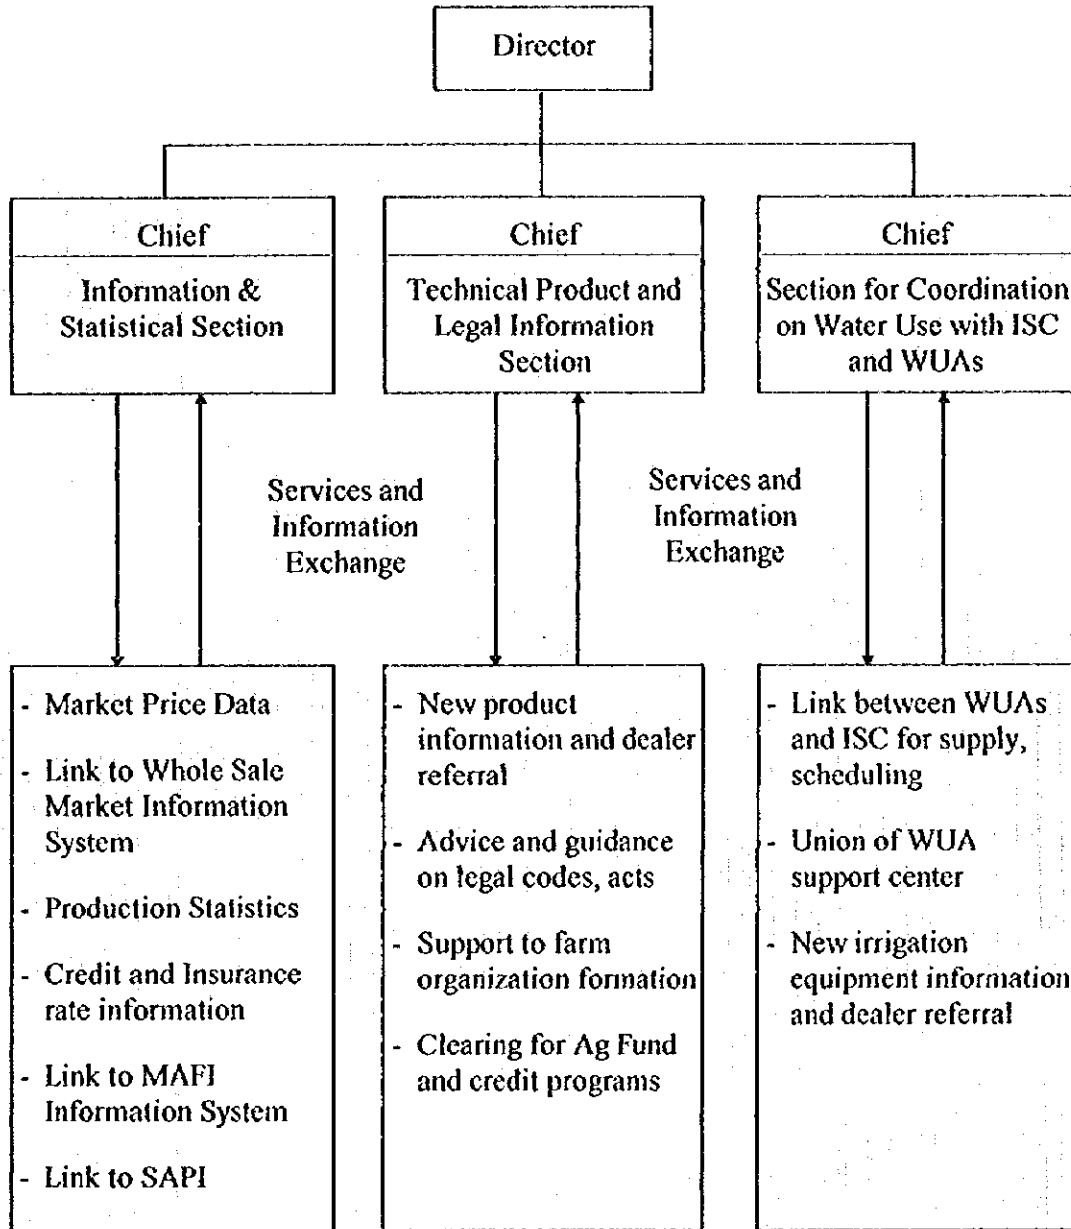 Director
Chief
Information &
Statistical Section
Chief
Technical Product and
Legal Information
Section
Chief
Section for Coordination
on Water Use with ISC
and WUAs
Services and
Information
Exchange
Services and
Information
Exchange
- Market Price Data
- Link to Whole Sale
Market Information
System
- Production Statistics
- Credit and Insurance
rate information
- Link to MAFI
Information System
- Link to SAPI
- New product
information and dealer
referral
- Advice and guidance
on legal codes, acts
- Support to farm
organization formation
- Clearing for Ag Fund
and credit programs
- Link between WUAs
and ISC for supply,
scheduling
- Union of WUA
support center
- New irrigation
equipment information
and dealer referral